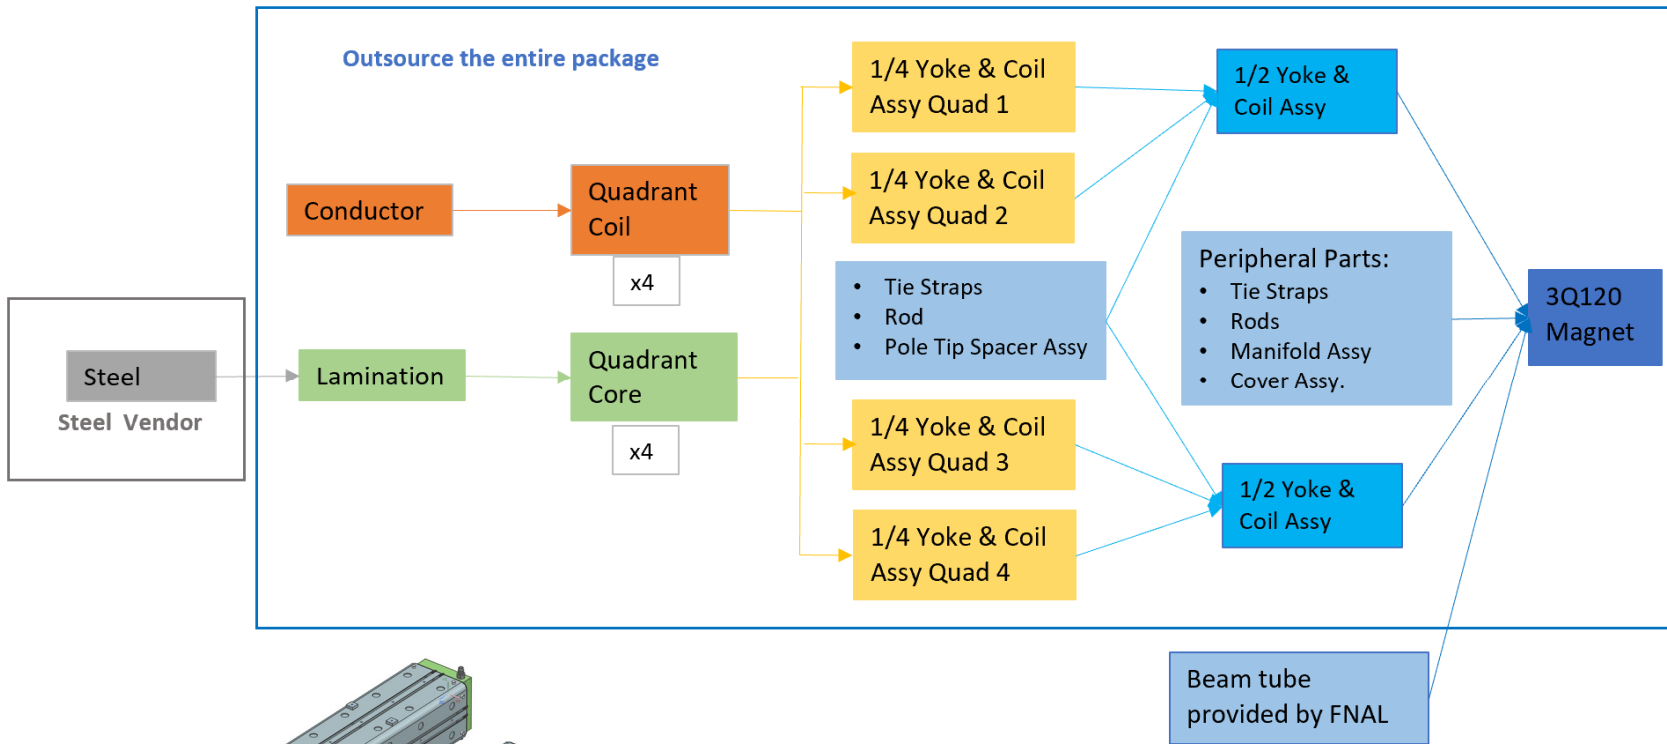 Outsource the entire package
1/4 Yoke & Coil
Assy Quad 1
1/2 Yoke &
Coil Assy
1/4 Yoke & Coil
Assy Quad 2
Conductor
Quadrant
Coil
x4
• Tie Straps
• Rod
• Pole Tip Spacer Assy
Peripheral Parts:
• Tie Straps
• Rods
• Manifold Assy
• Cover Assy.
3Q120
Magnet
Steel
Steel Vendor
Lamination
Quadrant
Core
x4
1/4 Yoke & Coil
Assy Quad 3
1/2 Yoke &
Coil Assy
1/4 Yoke & Coil
Assy Quad 4
Beam tube
provided by FNAL